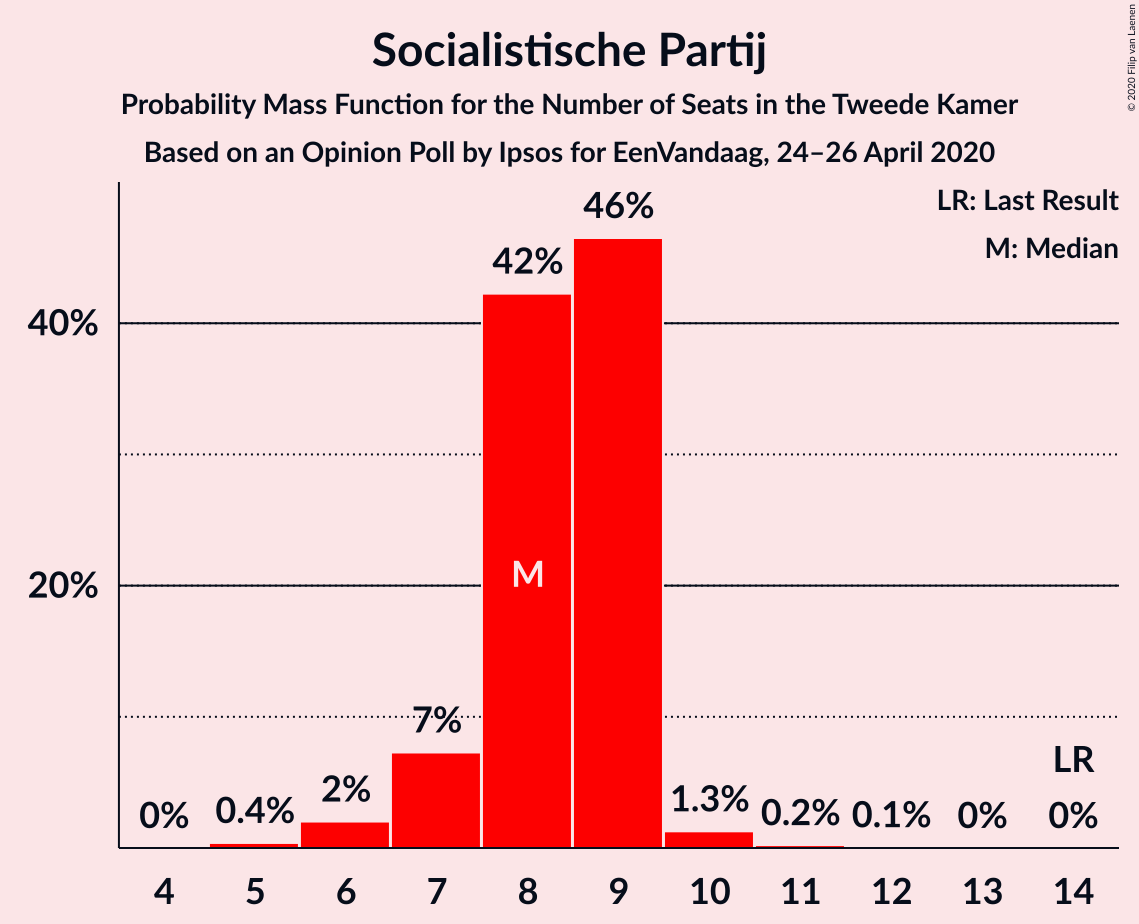 Socialistische Partij
Probability Mass Function for the Number of Seats in the Tweede Kamer
Based on an Opinion Poll by Ipsos for EenVandaag, 24–26 April 2020
© 2020 Filip van Laenen
LR: Last Result
M: Median
46%
42%
40%
M
20%
7%
LR
2%
1.3%
0% 0.4% 0.2% 0.1% 0% 0%
4 5 6 7 8 9 10 11 12 13 14